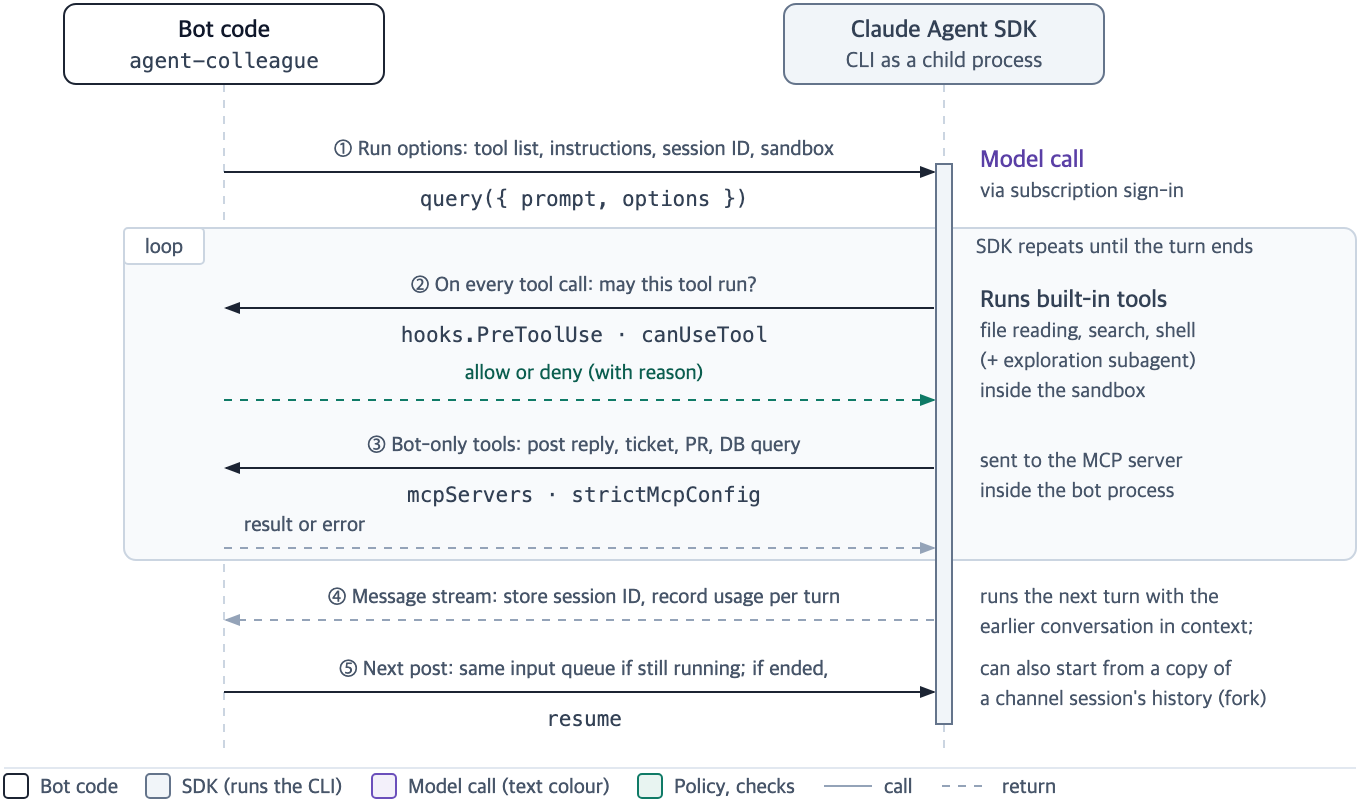 Bot code
agent-colleague
Claude Agent SDK
CLI as a child process
① Run options: tool list, instructions, session ID, sandbox
query({ prompt, options })
Model call
via subscription sign-in
loop
SDK repeats until the turn ends
② On every tool call: may this tool run?
hooks.PreToolUse · canUseTool
allow or deny (with reason)
Runs built-in tools
file reading, search, shell
(+ exploration subagent)
inside the sandbox
③ Bot-only tools: post reply, ticket, PR, DB query
mcpServers · strictMcpConfig
sent to the MCP server
inside the bot process
result or error
④ Message stream: store session ID, record usage per turn
runs the next turn with the
earlier conversation in context;
⑤ Next post: same input queue if still running; if ended,
resume
can also start from a copy of
a channel session's history (fork)
Bot code
SDK (runs the CLI)
Model call (text colour)
Policy, checks
call
return